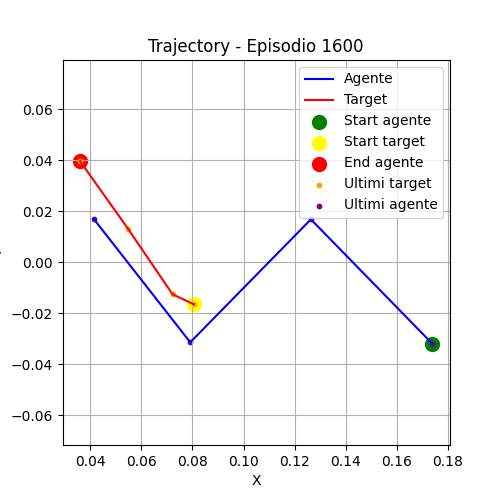 Trajectory - Episodio 1600
Agente
Target
Start agente
Start target
End agente
Ultimi target
Ultimi agente
0.06
0.04
0.02
0.00
−0.02
−0.04
−0.06
0.04
0.06
0.08
0.10
0.12
0.14
0.16
0.18
X